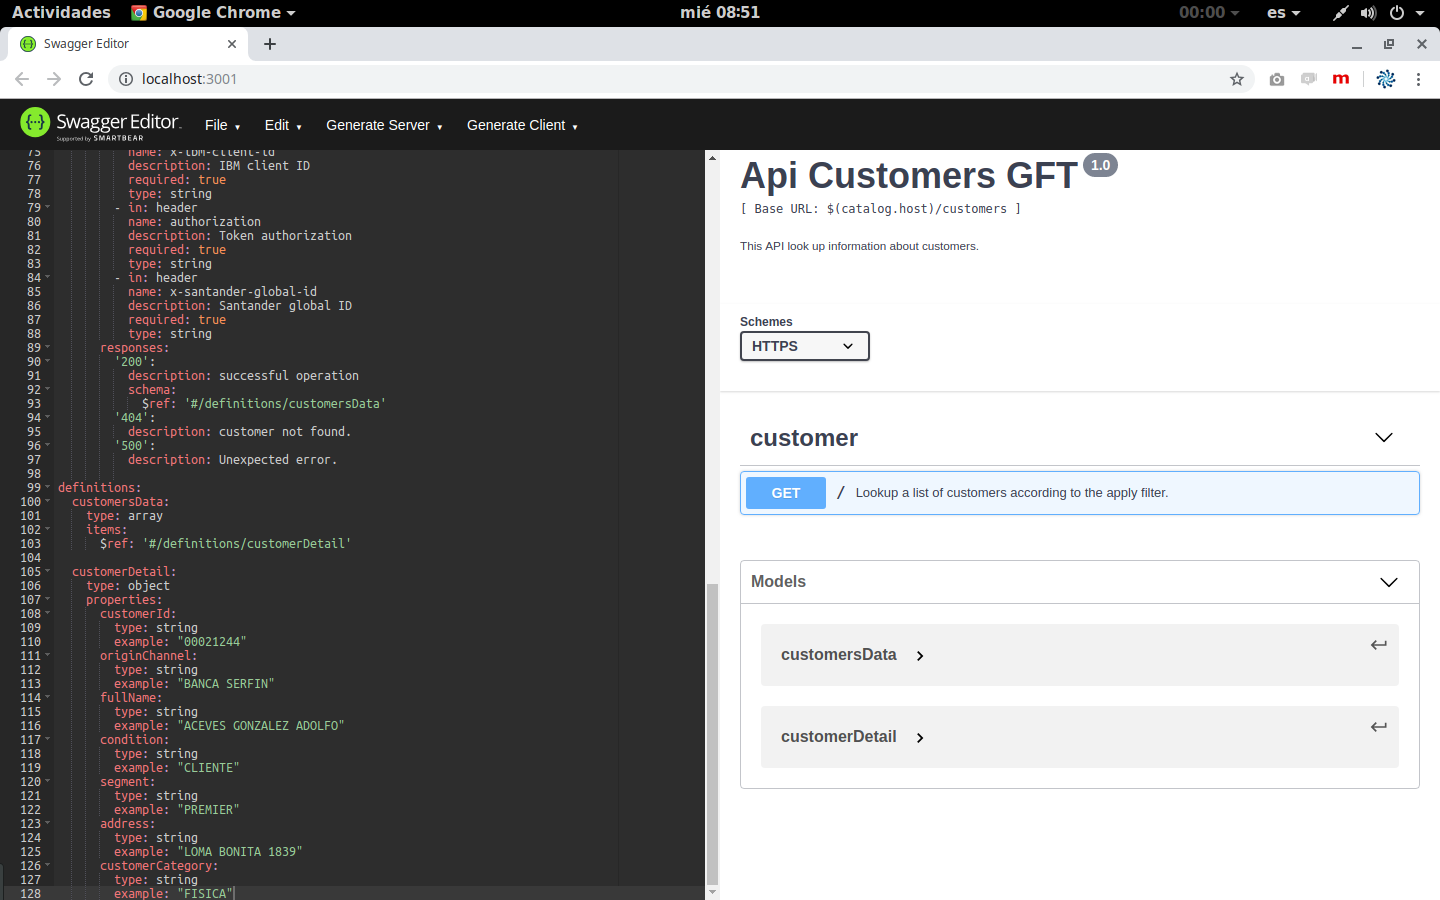 Actividades
Google Chrome
mié 08:51
00:00
es
Swagger Editor
localhost:3001
m
{···} Swagger Editor
Supported by SMARTBEAR
File
Edit
Generate Server
Generate Client
75 name: x-ibm-client-id
76 description: IBM client ID
77 required: true
78 type: string
79 - in: header
80 name: authorization
81 description: Token authorization
82 required: true
83 type: string
84 - in: header
85 name: x-santander-global-id
86 description: Santander global ID
87 required: true
88 type: string
89 responses:
90 '200':
91 description: successful operation
92 schema:
93 $ref: '#/definitions/customersData'
94 '404':
95 description: customer not found.
96 '500':
97 description: Unexpected error.
98
99 definitions:
100 customersData:
101 type: array
102 items:
103 $ref: '#/definitions/customerDetail'
104
105 customerDetail:
106 type: object
107 properties:
108 customerId:
109 type: string
110 example: "00021244"
111 originChannel:
112 type: string
113 example: "BANCA SERFIN"
114 fullName:
115 type: string
116 example: "ACEVES GONZALEZ ADOLFO"
117 condition:
118 type: string
119 example: "CLIENTE"
120 segment:
121 type: string
122 example: "PREMIER"
123 address:
124 type: string
125 example: "LOMA BONITA 1839"
126 customerCategory:
127 type: string
128 example: "FISICA"
Api Customers GFT 1.0
[ Base URL: $(catalog.host)/customers ]
This API look up information about customers.
Schemes
HTTPS
customer
GET / Lookup a list of customers according to the apply filter.
Models
customersData
customerDetail